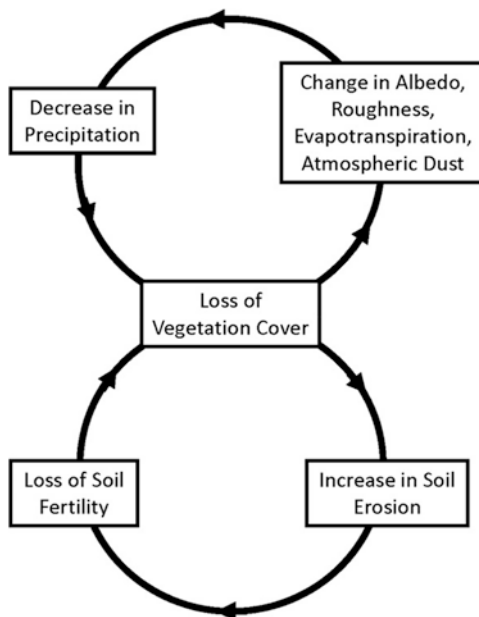 Decrease in
Precipitation
Change in Albedo,
Roughness,
Evapotranspiration,
Atmospheric Dust
Loss of
Vegetation Cover
Loss of Soil
Fertility
Increase in Soil
Erosion